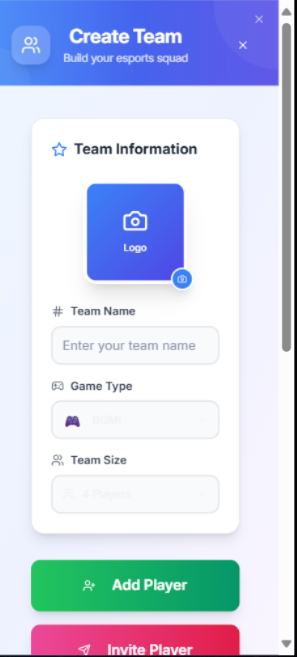 Create Team
Build your esports squad
Team Information
Logo
# Team Name
Enter your team name
Game Type
BGMI
Team Size
4 Players
Add Player
Invite Player